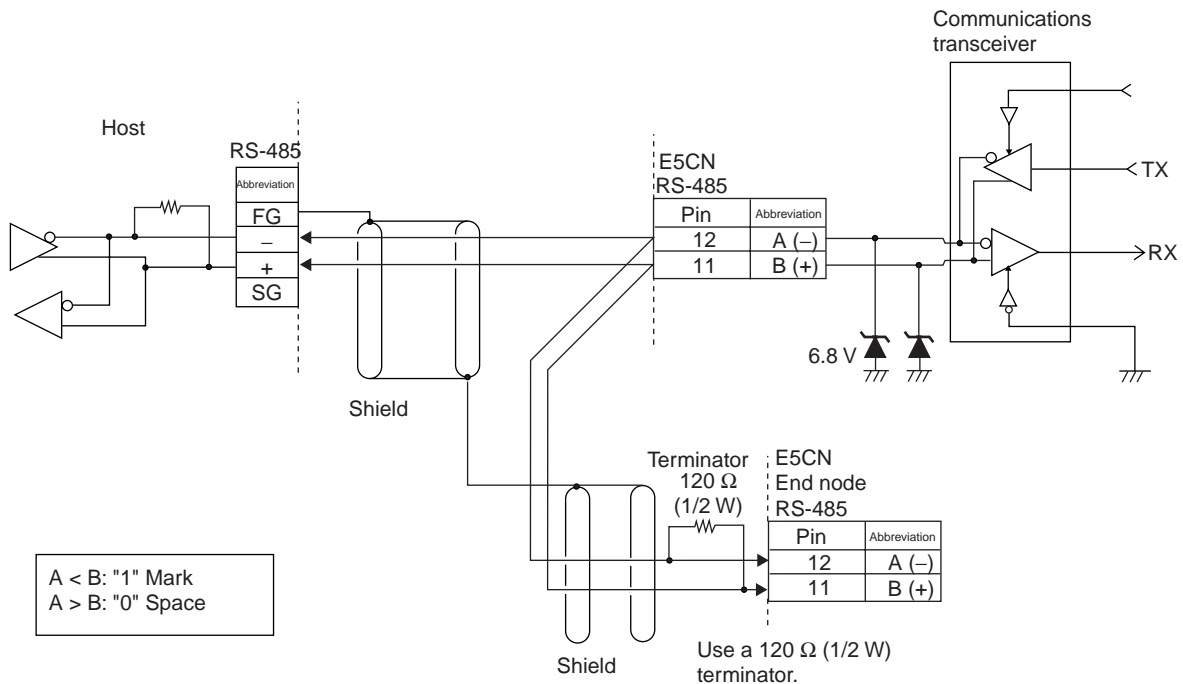 Communications
transceiver
Host
RS-485
Abbreviation
FG
−
+
SG
Shield
E5CN
RS-485
Pin Abbreviation
12 A (−)
11 B (+)
TX
RX
6.8 V
Terminator
120 Ω
(1/2 W)
E5CN
End node
RS-485
Pin Abbreviation
12 A (−)
11 B (+)
A < B: "1" Mark
A > B: "0" Space
Shield
Use a 120 Ω (1/2 W)
terminator.